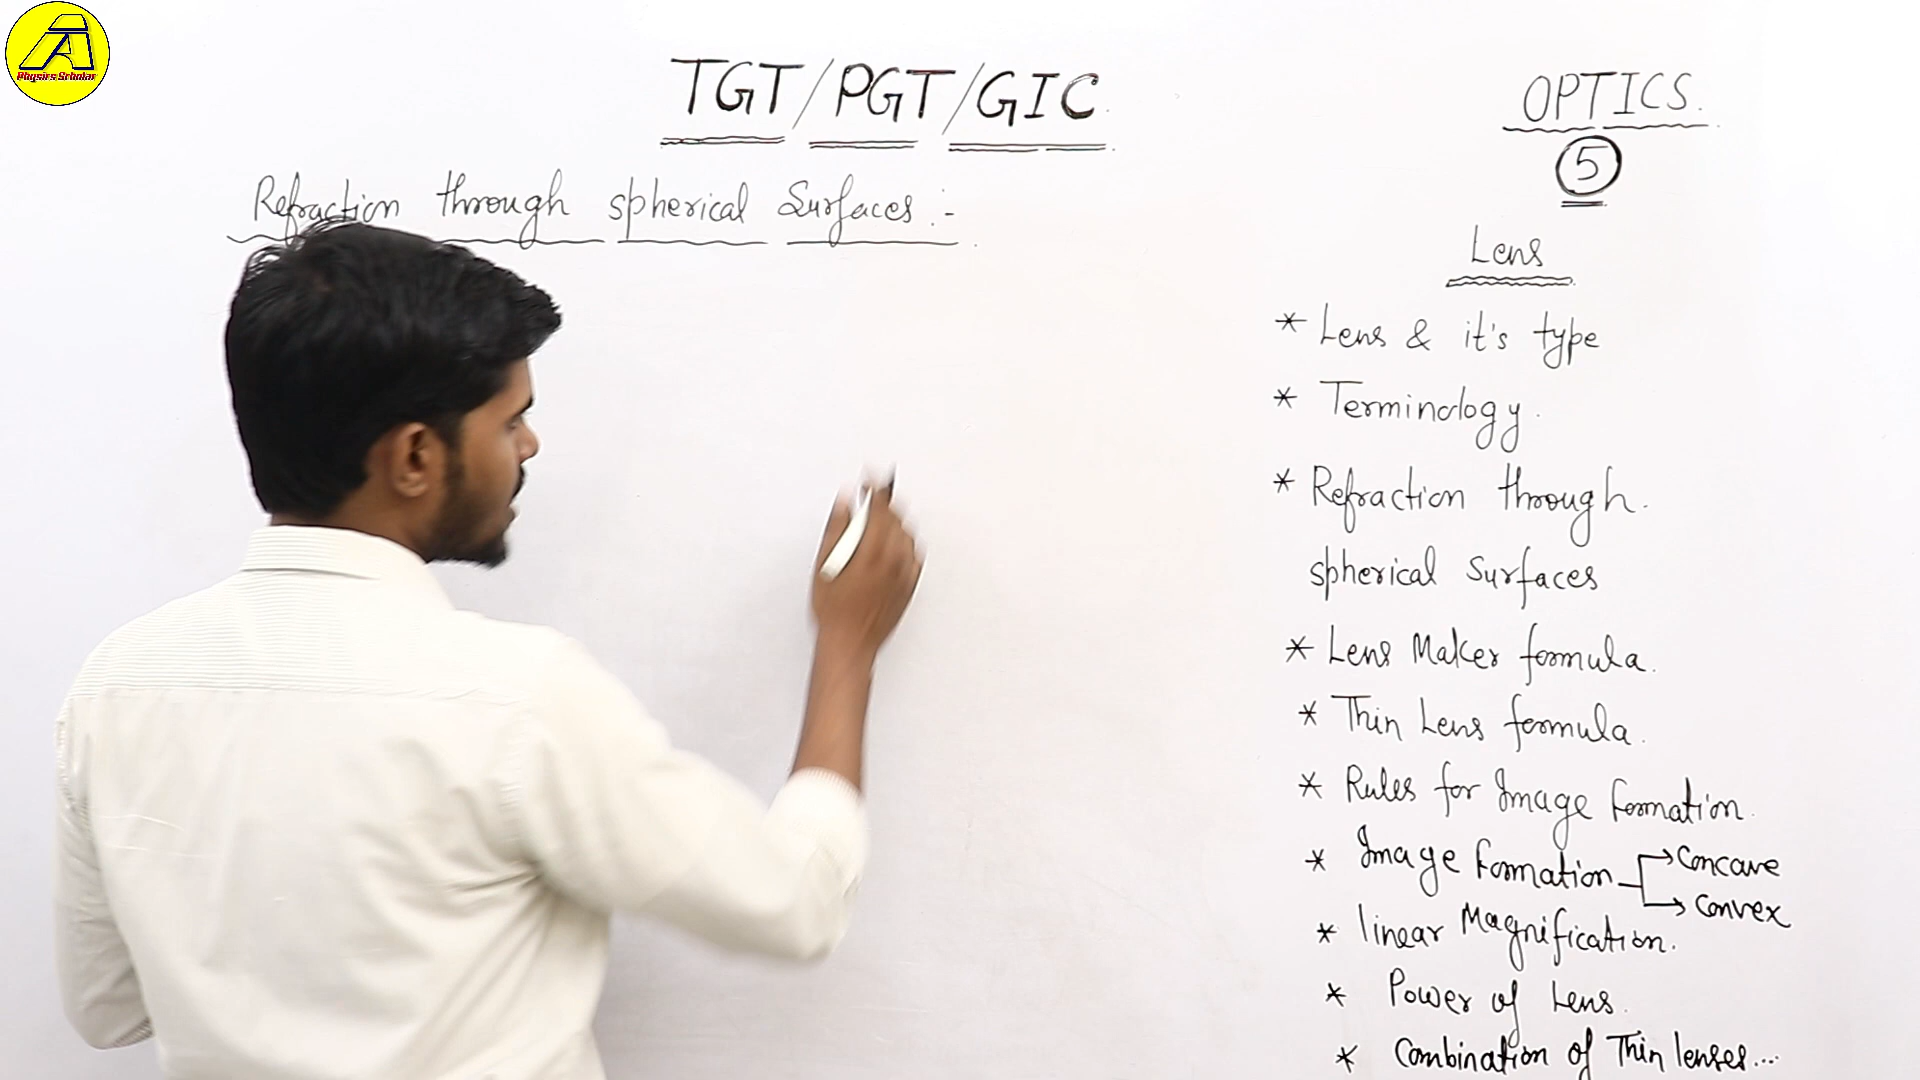 Physics Scholar
TGT/PGT/GIC
OPTICS.
5
Refraction through spherical Surfaces :-
Lens
* Lens & it's type
* Terminology.
* Refraction through
spherical Surfaces
* Lens Maker formula.
* Thin Lens formula.
* Rules for Image formation.
* Image formation → Concave
→ Convex
* linear Magnification.
* Power of Lens.
* Combination of Thin lenses...